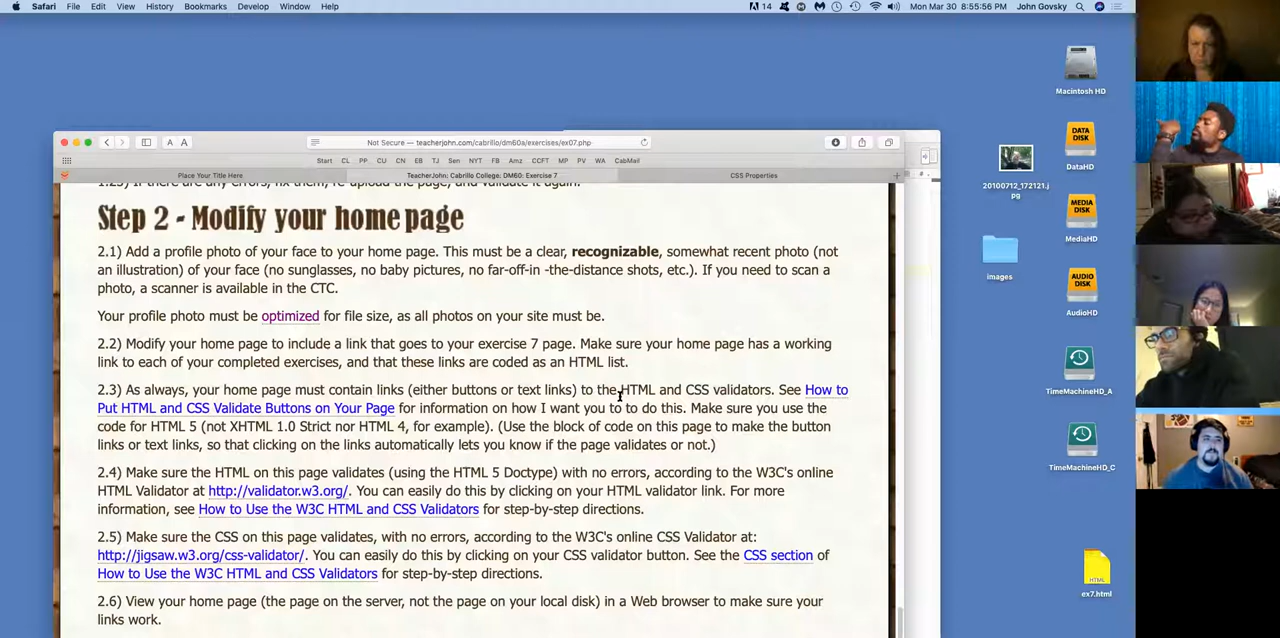 Safari File Edit View History Bookmarks Develop Window Help 14 Mon Mar 30 8:55:56 PM John Govsky
Not Secure — teacherjohn.com/cabrillo/dm60a/exercises/ex07.php
Start CL PP CU CN EB TJ Sen NYT FB Amz CCFT MP PV WA CabMail
Place Your Title Here TeacherJohn: Cabrillo College: DM60: Exercise 7 CSS Properties
Step 2 - Modify your home page
2.1) Add a profile photo of your face to your home page. This must be a clear, recognizable, somewhat recent photo (not
an illustration) of your face (no sunglasses, no baby pictures, no far-off-in -the-distance shots, etc.). If you need to scan a
photo, a scanner is available in the CTC.
Your profile photo must be optimized for file size, as all photos on your site must be.
2.2) Modify your home page to include a link that goes to your exercise 7 page. Make sure your home page has a working
link to each of your completed exercises, and that these links are coded as an HTML list.
2.3) As always, your home page must contain links (either buttons or text links) to the HTML and CSS validators. See How to
Put HTML and CSS Validate Buttons on Your Page for information on how I want you to to do this. Make sure you use the
code for HTML 5 (not XHTML 1.0 Strict nor HTML 4, for example). (Use the block of code on this page to make the button
links or text links, so that clicking on the links automatically lets you know if the page validates or not.)
2.4) Make sure the HTML on this page validates (using the HTML 5 Doctype) with no errors, according to the W3C's online
HTML Validator at http://validator.w3.org/. You can easily do this by clicking on your HTML validator link. For more
information, see How to Use the W3C HTML and CSS Validators for step-by-step directions.
2.5) Make sure the CSS on this page validates, with no errors, according to the W3C's online CSS Validator at:
http://jigsaw.w3.org/css-validator/. You can easily do this by clicking on your CSS validator button. See the CSS section of
How to Use the W3C HTML and CSS Validators for step-by-step directions.
2.6) View your home page (the page on the server, not the page on your local disk) in a Web browser to make sure your
links work.
Macintosh HD
DATA
DISK
DataHD
20100712_172121.j
pg
MEDIA
DISK
MediaHD
images
AUDIO
DISK
AudioHD
TimeMachineHD_A
TimeMachineHD_C
HTML
ex7.html